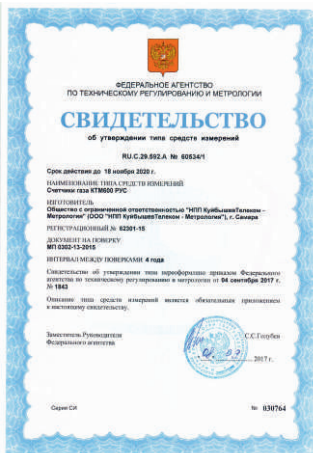 ФЕДЕРАЛЬНОЕ АГЕНТСТВО
ПО ТЕХНИЧЕСКОМУ РЕГУЛИРОВАНИЮ И МЕТРОЛОГИИ
СВИДЕТЕЛЬСТВО
об утверждении типа средств измерений
RU.C.29.592.A № 60534/1
Срок действия до 18 ноября 2020 г.
НАИМЕНОВАНИЕ ТИПА СРЕДСТВ ИЗМЕРЕНИЙ
Счетчики газа КТМ600 РУС
ИЗГОТОВИТЕЛЬ
Общество с ограниченной ответственностью "НПП КуйбышевТелеком -
Метрология" (ООО "НПП КуйбышевТелеком - Метрология"), г. Самара
РЕГИСТРАЦИОННЫЙ № 62301-15
ДОКУМЕНТ НА ПОВЕРКУ
МП 0302-13-2015
ИНТЕРВАЛ МЕЖДУ ПОВЕРКАМИ 4 года
Свидетельство об утверждении типа переоформлено приказом Федерального
агентства по техническому регулированию и метрологии от 04 сентября 2017 г.
№ 1843
Описание типа средств измерений является обязательным приложением
к настоящему свидетельству.
Заместитель Руководителя
Федерального агентства
С.С.Голубев
2017 г.
Серия СИ
№ 030764